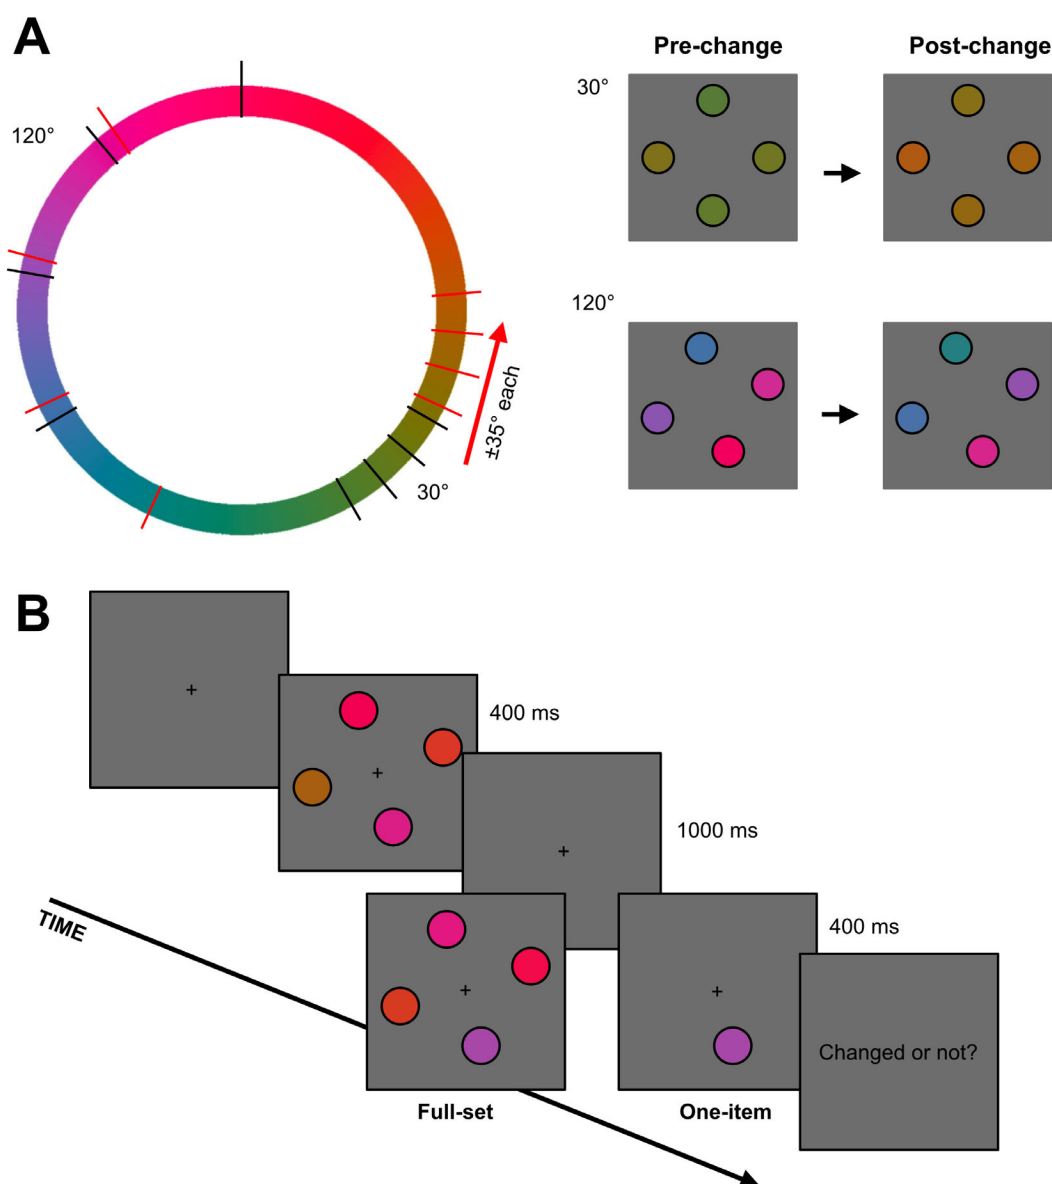 A
Pre-change
Post-change
30°
120°
120°
±35° each
30°
B
400 ms
1000 ms
400 ms
TIME
Changed or not?
Full-set
One-item